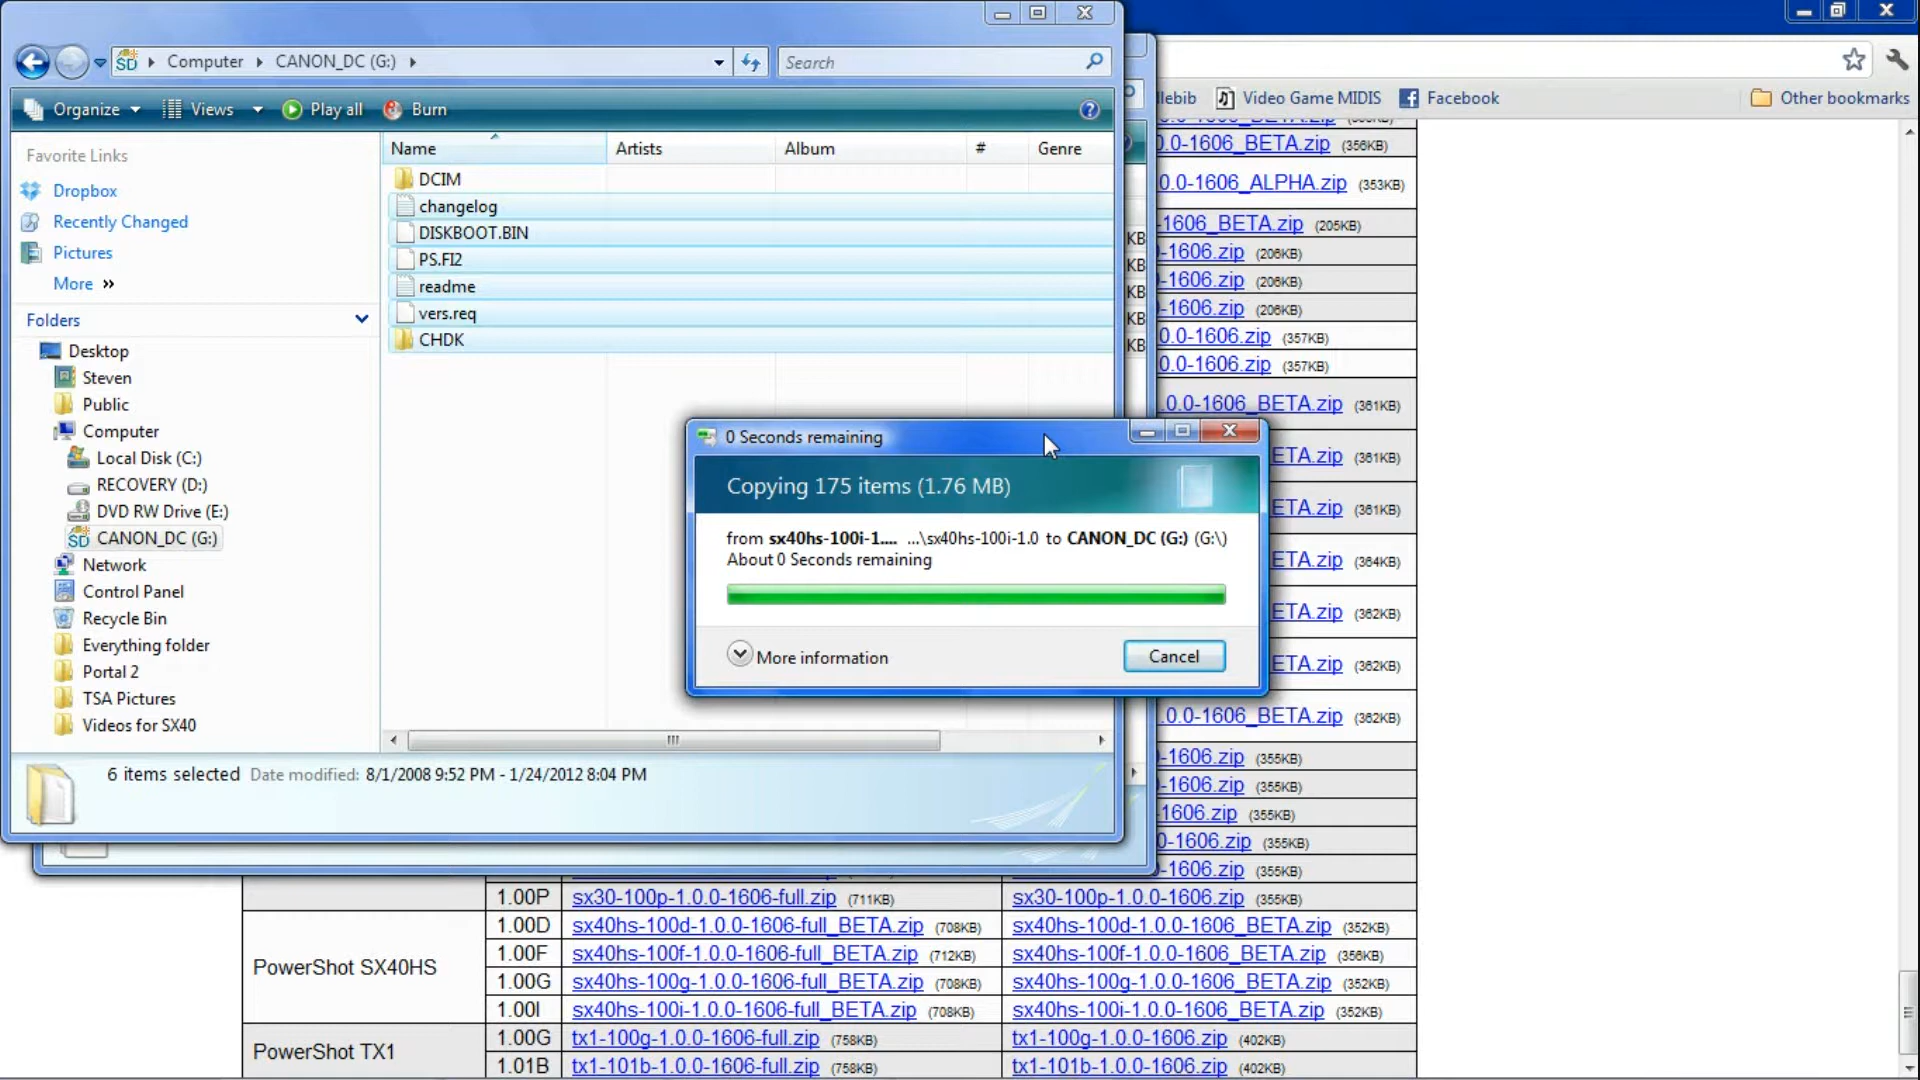 Computer CANON_DC (G:)
Search
Organize Views Play all Burn
Favorite Links
Dropbox
Recently Changed
Pictures
More »
Folders
Desktop
Steven
Public
Computer
Local Disk (C:)
RECOVERY (D:)
DVD RW Drive (E:)
CANON_DC (G:)
Network
Control Panel
Recycle Bin
Everything folder
Portal 2
TSA Pictures
Videos for SX40
Name Artists Album # Genre
DCIM
changelog
DISKBOOT.BIN
PS.FI2
readme
vers.req
CHDK
6 items selected Date modified: 8/1/2008 9:52 PM - 1/24/2012 8:04 PM
0 Seconds remaining
Copying 175 items (1.76 MB)
from sx40hs-100i-1.... ...\sx40hs-100i-1.0 to CANON_DC (G:) (G:\)
About 0 Seconds remaining
More information
Cancel
KB
KB
KB
KB
KB
llebib Video Game MIDIS Facebook Other bookmarks
0.0-1606_BETA.zip (356KB)
0.0-1606_ALPHA.zip (353KB)
-1606_BETA.zip (205KB)
0-1606.zip (206KB)
0-1606.zip (206KB)
0-1606.zip (206KB)
0.0-1606.zip (357KB)
0.0-1606.zip (357KB)
.0.0-1606_BETA.zip (361KB)
ETA.zip (361KB)
ETA.zip (361KB)
ETA.zip (364KB)
ETA.zip (362KB)
ETA.zip (362KB)
.0.0-1606_BETA.zip (362KB)
0-1606.zip (355KB)
0-1606.zip (355KB)
-1606.zip (355KB)
0-1606.zip (355KB)
0-1606.zip (355KB)
1.00P sx30-100p-1.0.0-1606-full.zip (711KB) sx30-100p-1.0.0-1606.zip (355KB)
PowerShot SX40HS
1.00D sx40hs-100d-1.0.0-1606-full_BETA.zip (708KB) sx40hs-100d-1.0.0-1606_BETA.zip (352KB)
1.00F sx40hs-100f-1.0.0-1606-full_BETA.zip (712KB) sx40hs-100f-1.0.0-1606_BETA.zip (356KB)
1.00G sx40hs-100g-1.0.0-1606-full_BETA.zip (708KB) sx40hs-100g-1.0.0-1606_BETA.zip (352KB)
1.00I sx40hs-100i-1.0.0-1606-full_BETA.zip (708KB) sx40hs-100i-1.0.0-1606_BETA.zip (352KB)
PowerShot TX1
1.00G tx1-100g-1.0.0-1606-full.zip (758KB) tx1-100g-1.0.0-1606.zip (402KB)
1.01B tx1-101b-1.0.0-1606-full.zip (758KB) tx1-101b-1.0.0-1606.zip (402KB)